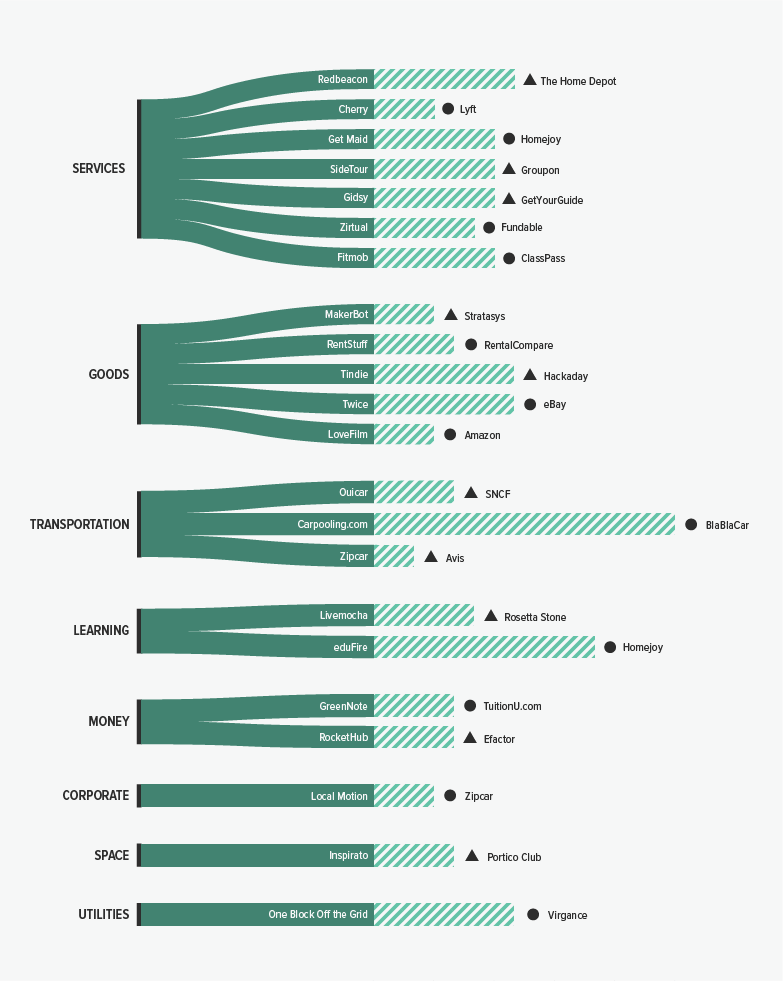 SERVICES
Redbeacon The Home Depot
Cherry Lyft
Get Maid Homejoy
SideTour Groupon
Gidsy GetYourGuide
Zirtual Fundable
Fitmob ClassPass
GOODS
MakerBot Stratasys
RentStuff RentalCompare
Tindie Hackaday
Twice eBay
LoveFilm Amazon
TRANSPORTATION
Ouicar SNCF
Carpooling.com BlaBlaCar
Zipcar Avis
LEARNING
Livemocha Rosetta Stone
eduFire Homejoy
MONEY
GreenNote TuitionU.com
RocketHub Efactor
CORPORATE Local Motion Zipcar
SPACE Inspirato Portico Club
UTILITIES One Block Off the Grid Virgance